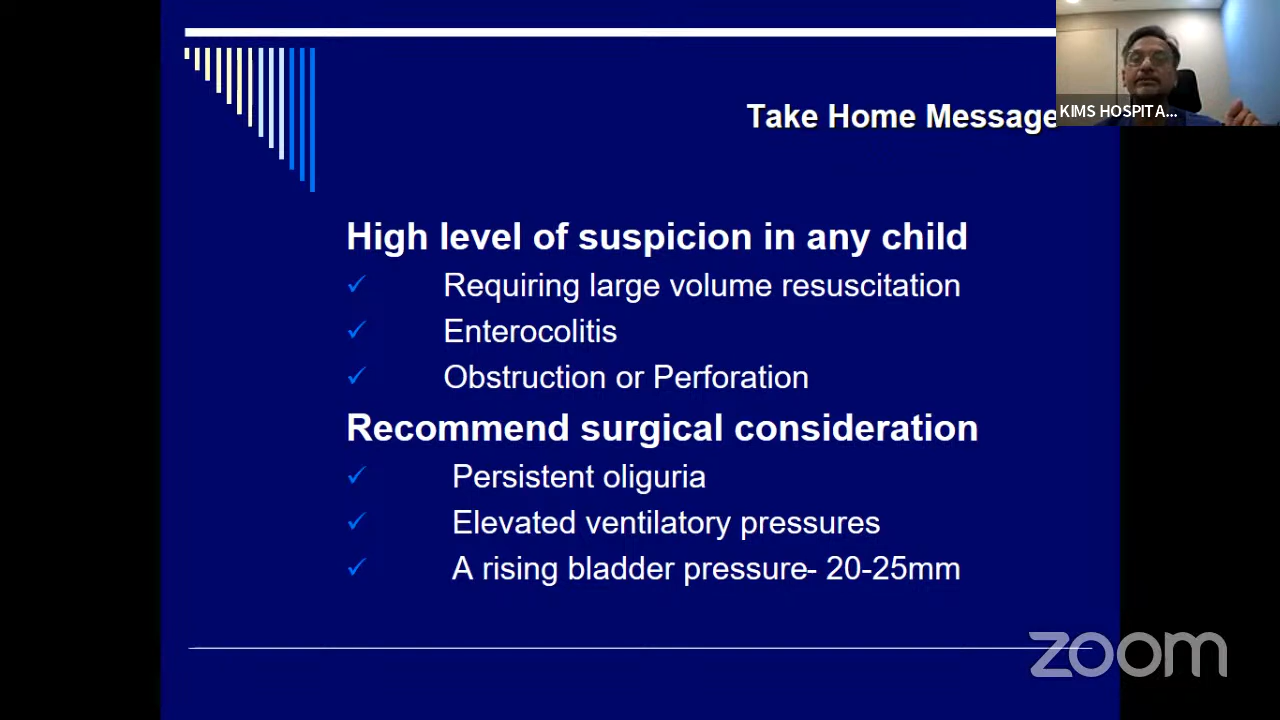 Take Home Message
KIMS HOSPITA...
High level of suspicion in any child
✓ Requiring large volume resuscitation
✓ Enterocolitis
✓ Obstruction or Perforation
Recommend surgical consideration
✓ Persistent oliguria
✓ Elevated ventilatory pressures
✓ A rising bladder pressure- 20-25mm
zoom